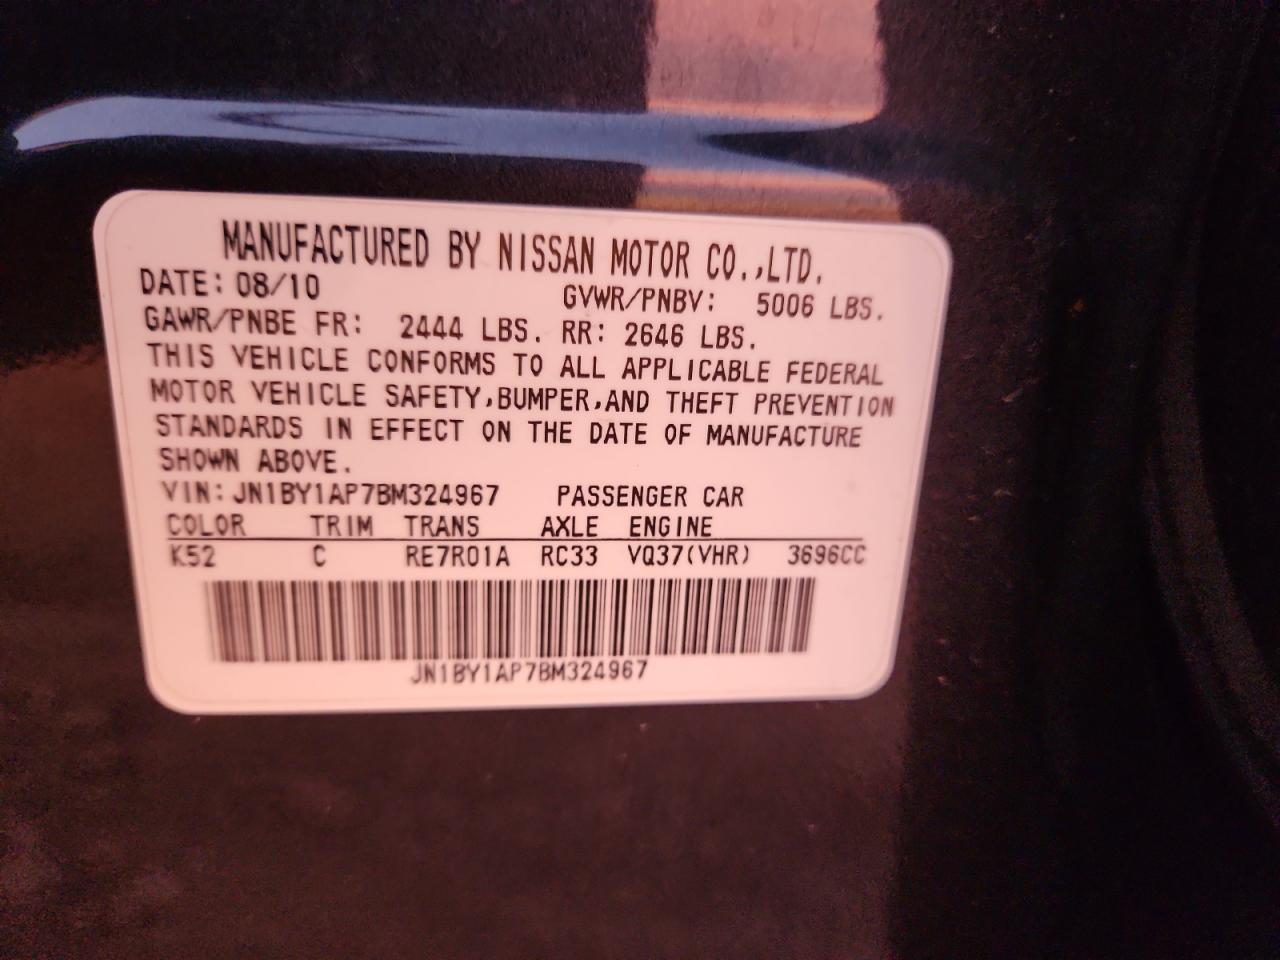 MANUFACTURED BY NISSAN MOTOR CO.,LTD.
DATE: 08/10 GVWR/PNBV: 5006 LBS.
GAWR/PNBE FR: 2444 LBS. RR: 2646 LBS.
THIS VEHICLE CONFORMS TO ALL APPLICABLE FEDERAL
MOTOR VEHICLE SAFETY,BUMPER,AND THEFT PREVENTION
STANDARDS IN EFFECT ON THE DATE OF MANUFACTURE
SHOWN ABOVE.
VIN: JN1BY1AP7BM324967 PASSENGER CAR
COLOR TRIM TRANS AXLE ENGINE
K52 C RE7R01A RC33 VQ37(VHR) 3696CC
JN1BY1AP7BM324967